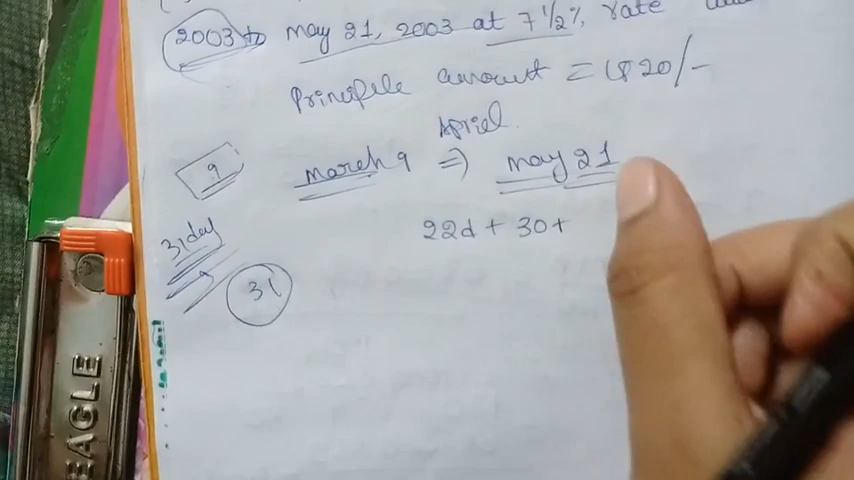 2003 to may 21, 2003 at 7 1/2% rate
Principle amount = 1820/-
Apriel
9 march 9 => may 21
31 day 22d + 30+
31
EAGLE